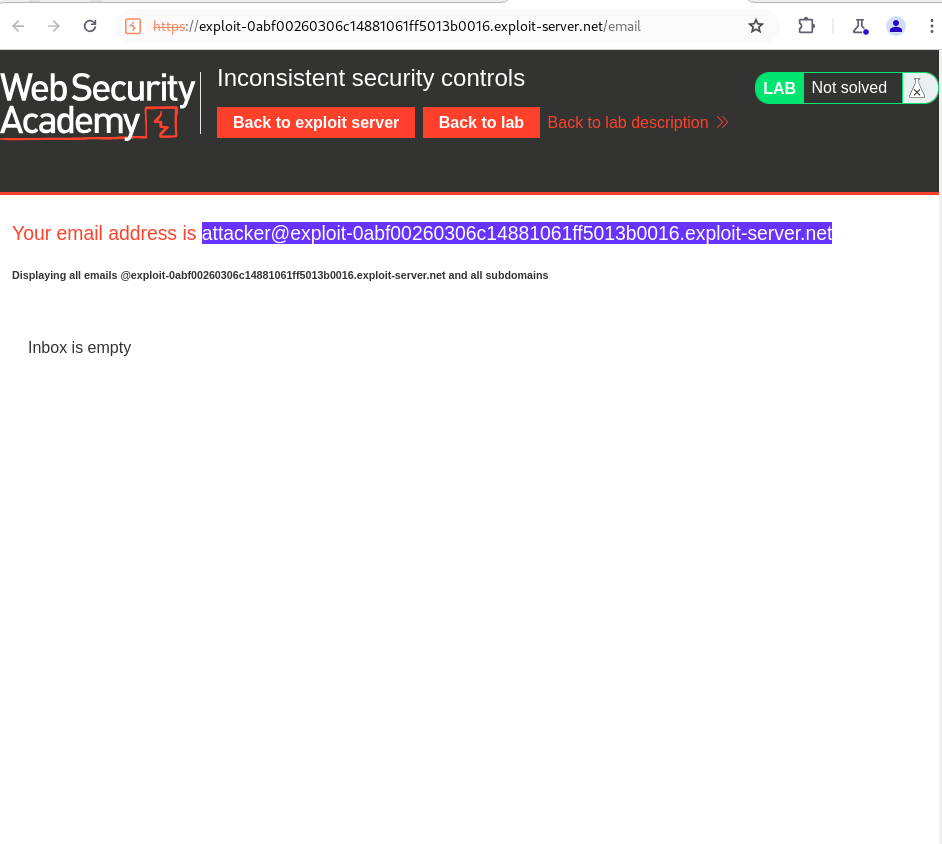 https://exploit-0abf00260306c14881061ff5013b0016.exploit-server.net/email
Web Security
Academy
Inconsistent security controls
Back to exploit server
Back to lab
Back to lab description
LAB
Not solved
Your email address is attacker@exploit-0abf00260306c14881061ff5013b0016.exploit-server.net
Displaying all emails @exploit-0abf00260306c14881061ff5013b0016.exploit-server.net and all subdomains
Inbox is empty